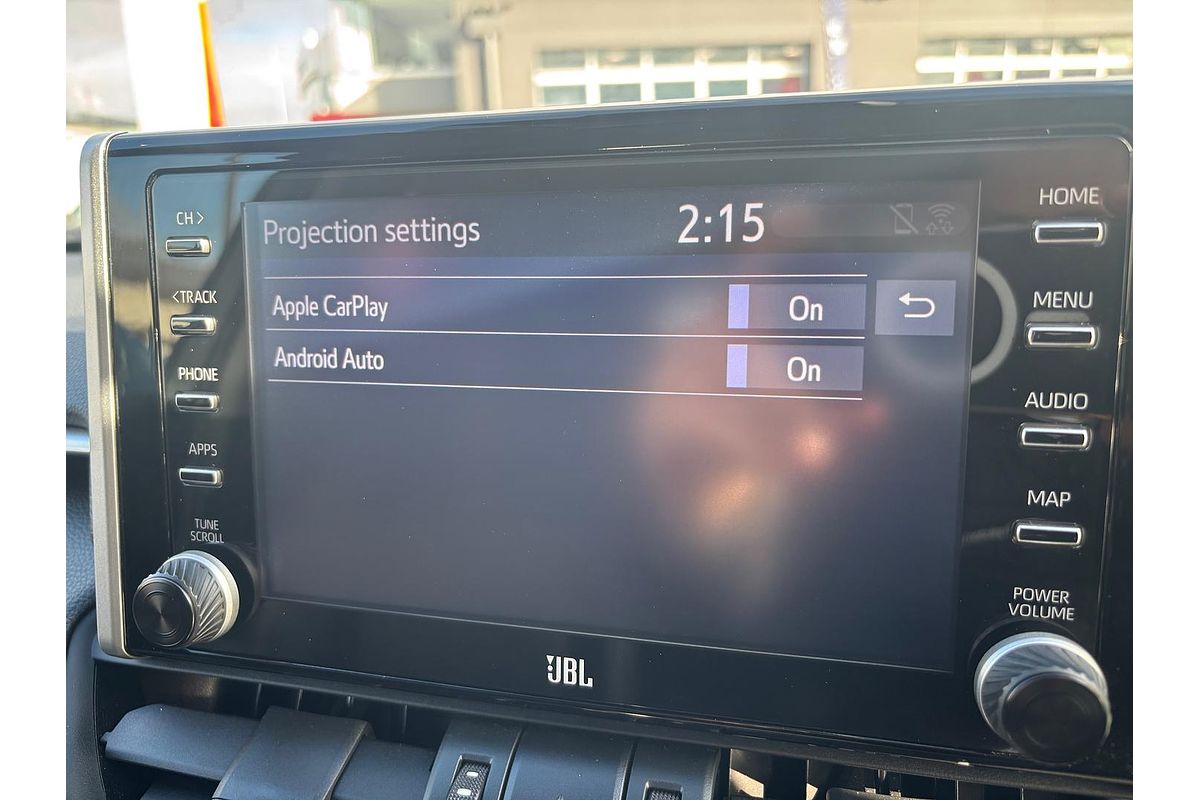 CH>
<TRACK
PHONE
APPS
TUNE
SCROLL
Projection settings
2:15
Apple CarPlay
On
Android Auto
On
JBL
HOME
MENU
AUDIO
MAP
POWER
VOLUME